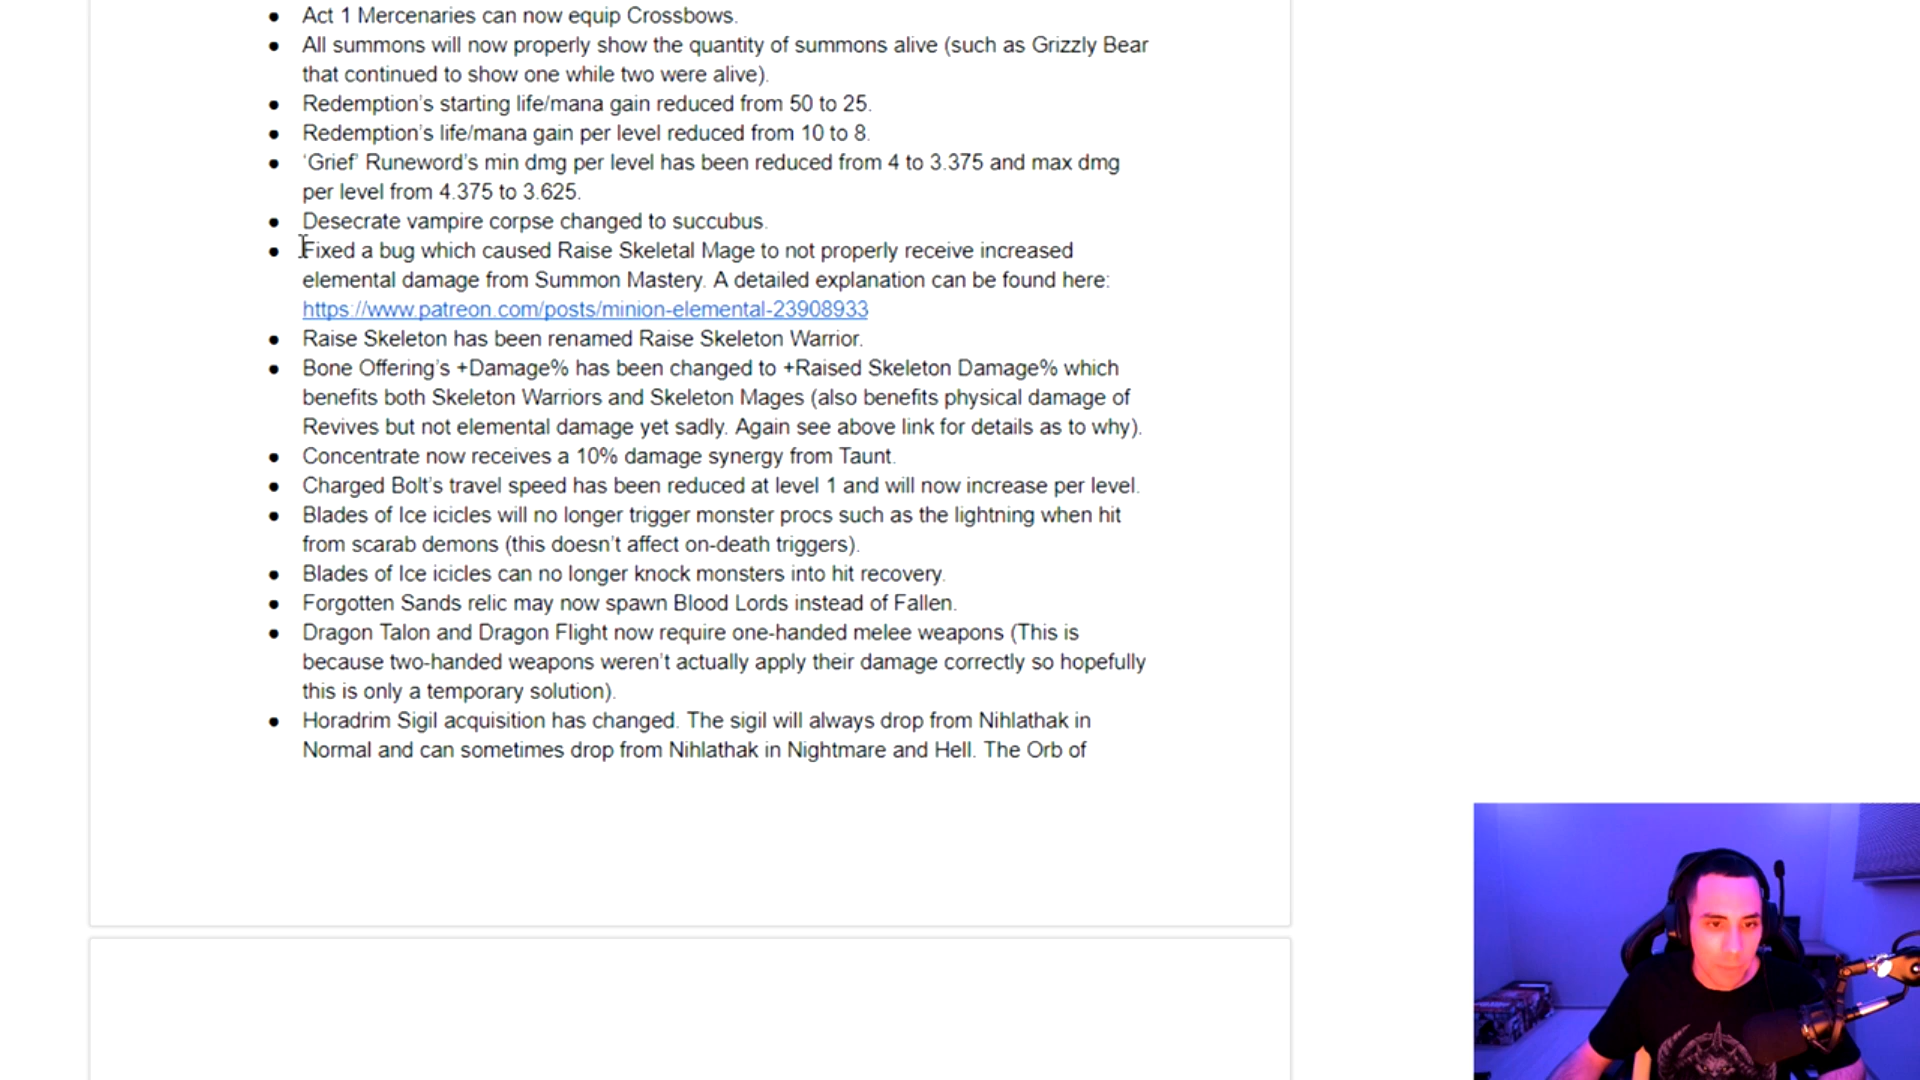 ● Act 1 Mercenaries can now equip Crossbows.
● All summons will now properly show the quantity of summons alive (such as Grizzly Bear
that continued to show one while two were alive).
● Redemption's starting life/mana gain reduced from 50 to 25.
● Redemption's life/mana gain per level reduced from 10 to 8.
● 'Grief' Runeword's min dmg per level has been reduced from 4 to 3.375 and max dmg
per level from 4.375 to 3.625.
● Desecrate vampire corpse changed to succubus.
● Fixed a bug which caused Raise Skeletal Mage to not properly receive increased
elemental damage from Summon Mastery. A detailed explanation can be found here:
https://www.patreon.com/posts/minion-elemental-23908933
● Raise Skeleton has been renamed Raise Skeleton Warrior.
● Bone Offering's +Damage% has been changed to +Raised Skeleton Damage% which
benefits both Skeleton Warriors and Skeleton Mages (also benefits physical damage of
Revives but not elemental damage yet sadly. Again see above link for details as to why).
● Concentrate now receives a 10% damage synergy from Taunt.
● Charged Bolt's travel speed has been reduced at level 1 and will now increase per level.
● Blades of Ice icicles will no longer trigger monster procs such as the lightning when hit
from scarab demons (this doesn't affect on-death triggers).
● Blades of Ice icicles can no longer knock monsters into hit recovery.
● Forgotten Sands relic may now spawn Blood Lords instead of Fallen.
● Dragon Talon and Dragon Flight now require one-handed melee weapons (This is
because two-handed weapons weren't actually apply their damage correctly so hopefully
this is only a temporary solution).
● Horadrim Sigil acquisition has changed. The sigil will always drop from Nihlathak in
Normal and can sometimes drop from Nihlathak in Nightmare and Hell. The Orb of